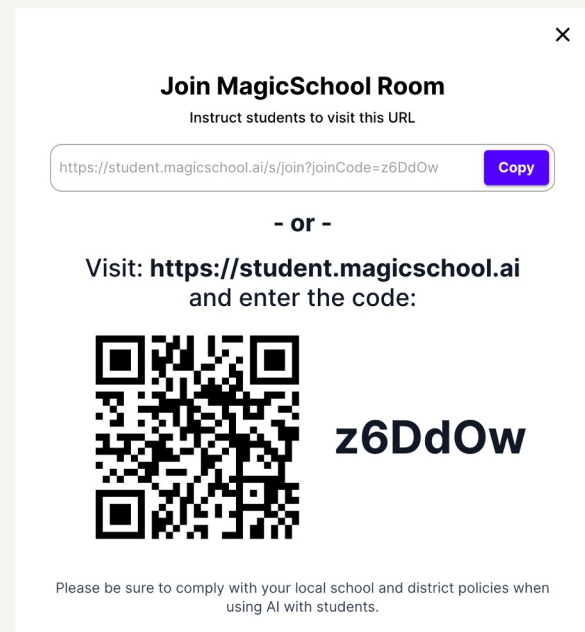 Join MagicSchool Room
Instruct students to visit this URL
https://student.magicschool.ai/s/join?joinCode=z6DdOw
Copy
- or -
Visit: https://student.magicschool.ai
and enter the code:
z6DdOw
Please be sure to comply with your local school and district policies when
using AI with students.